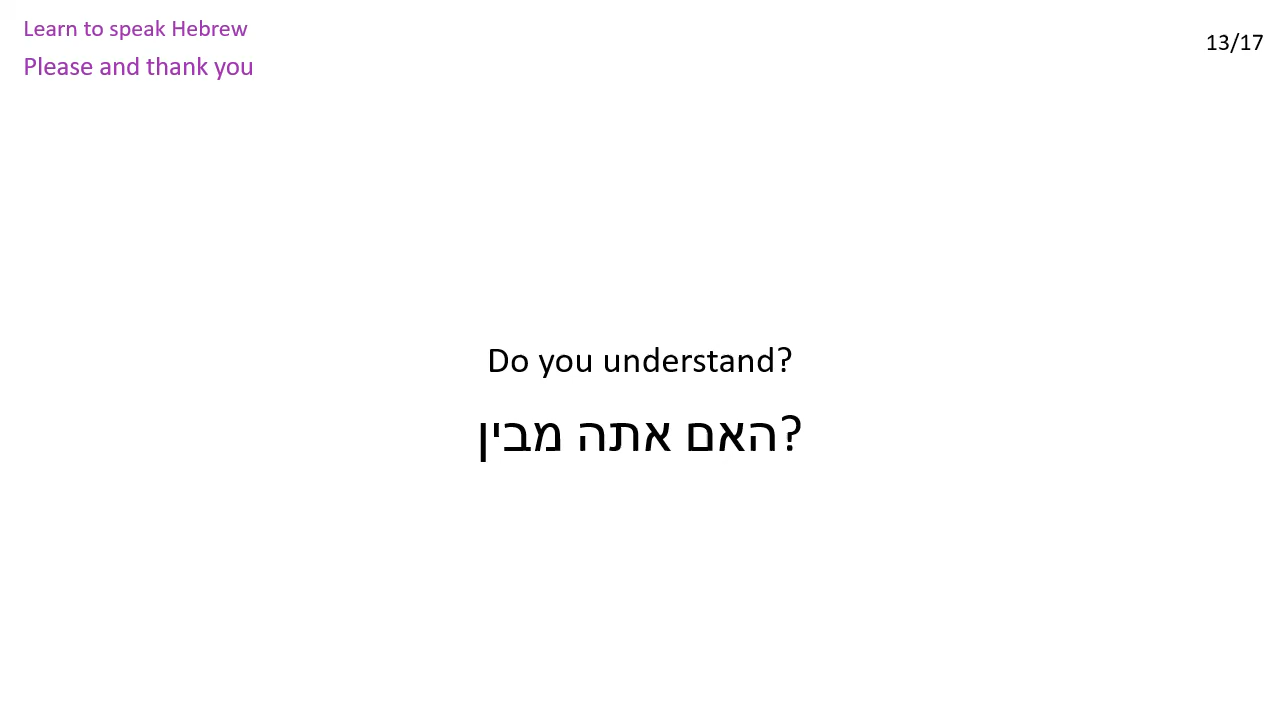 Learn to speak Hebrew
Please and thank you
13/17
Do you understand?
?האם אתה מבין